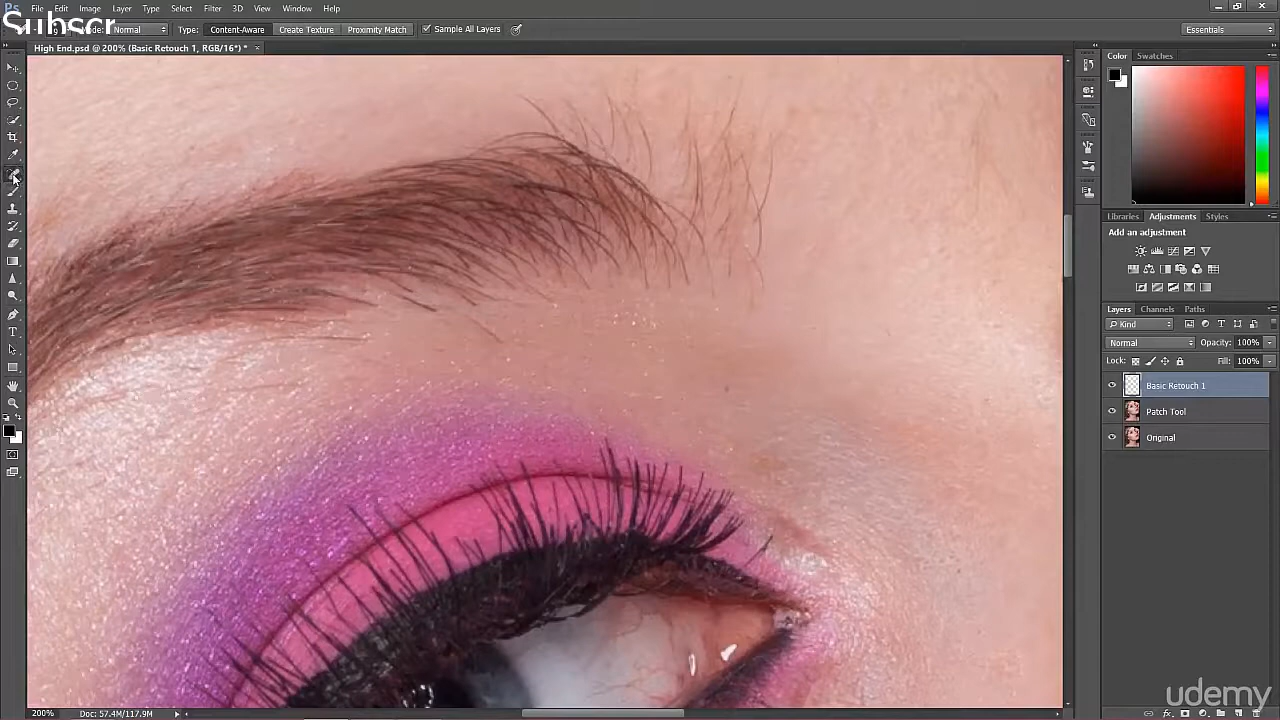 Ps File Edit Image Layer Type Select Filter 3D View Window Help
Subscr
Mode: Normal Type: Content-Aware Create Texture Proximity Match Sample All Layers Essentials
High End.psd @ 200% (Basic Retouch 1, RGB/16*) * ×
Color Swatches
Libraries Adjustments Styles
Add an adjustment
Layers Channels Paths
Kind
Normal Opacity: 100%
Lock: Fill: 100%
Basic Retouch 1
Patch Tool
Original
udemy
200% Doc: 57.4M/117.9M
fx